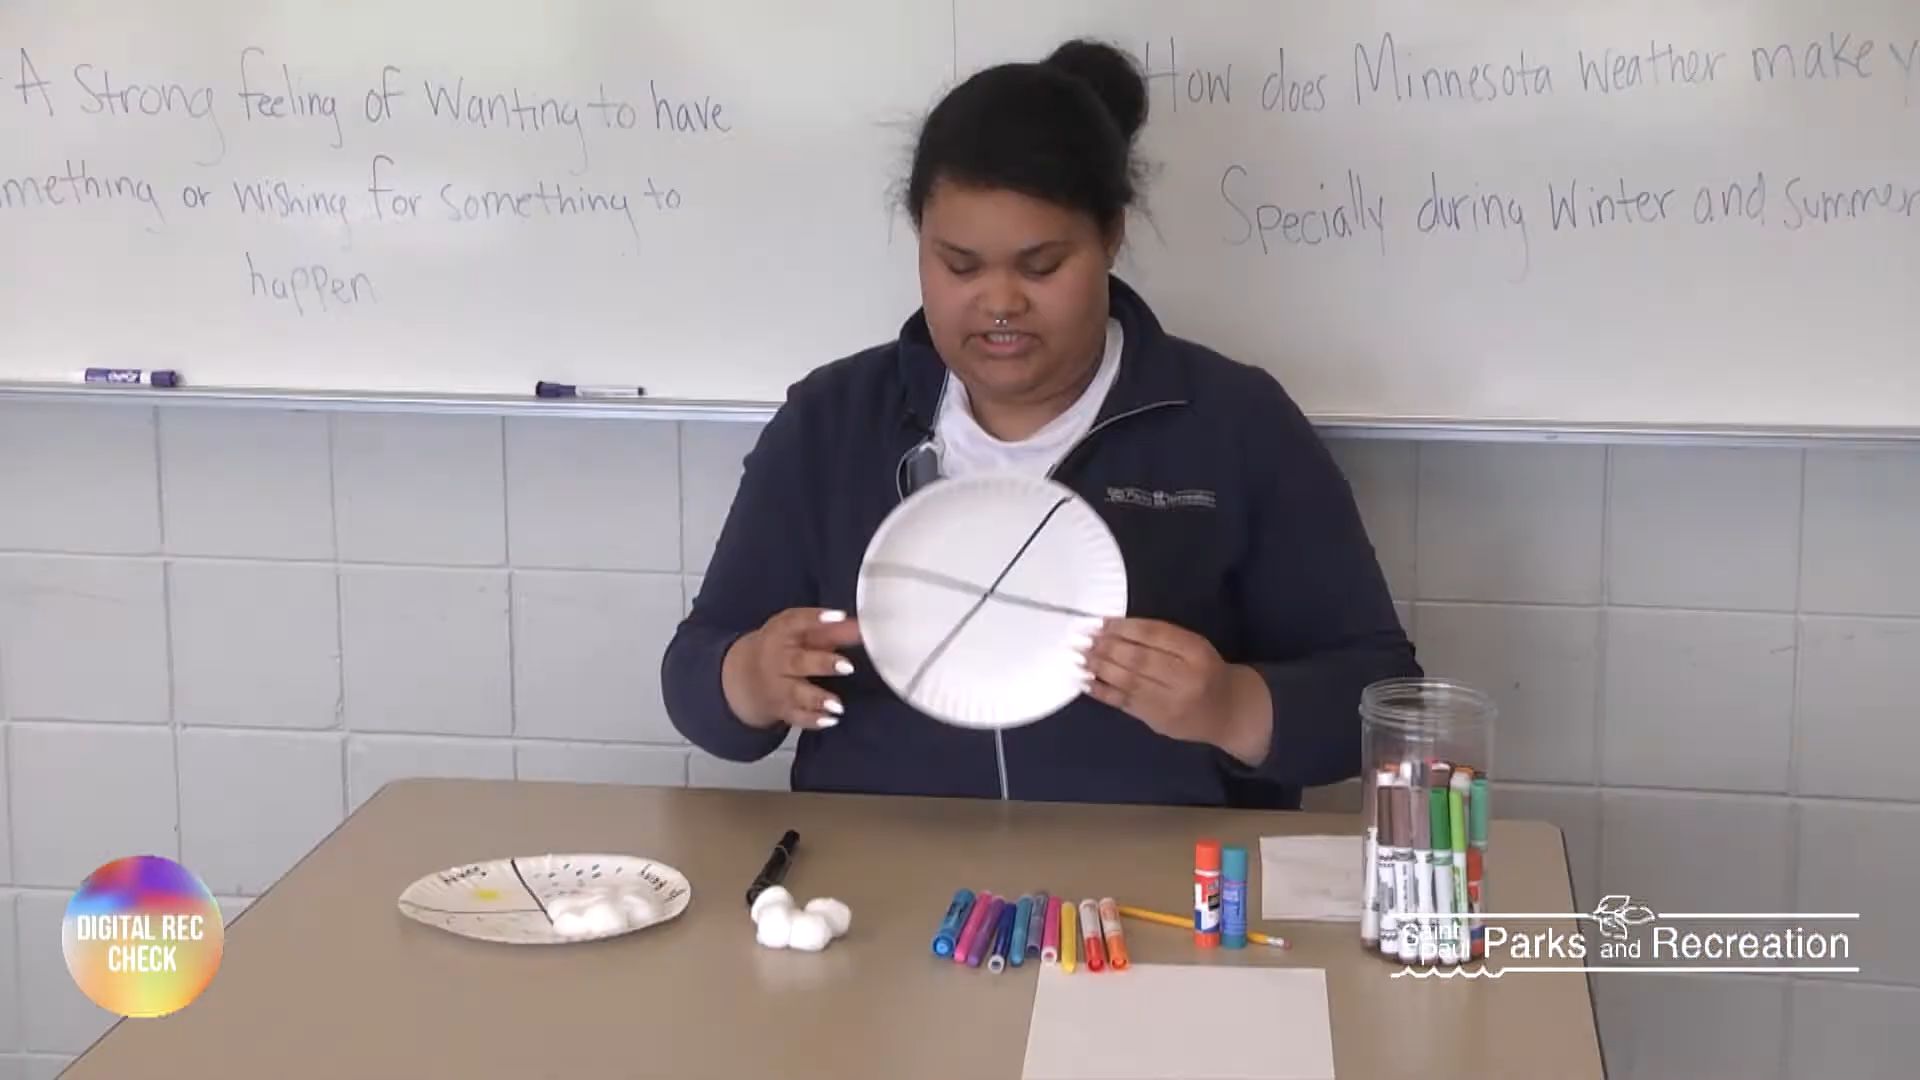 A Strong feeling of Wanting to have
mething or wishing for something to
happen
How does Minnesota Weather make y
Specially during Winter and Summer
EXPO
DIGITAL REC
CHECK
Saint Paul Parks and Recreation